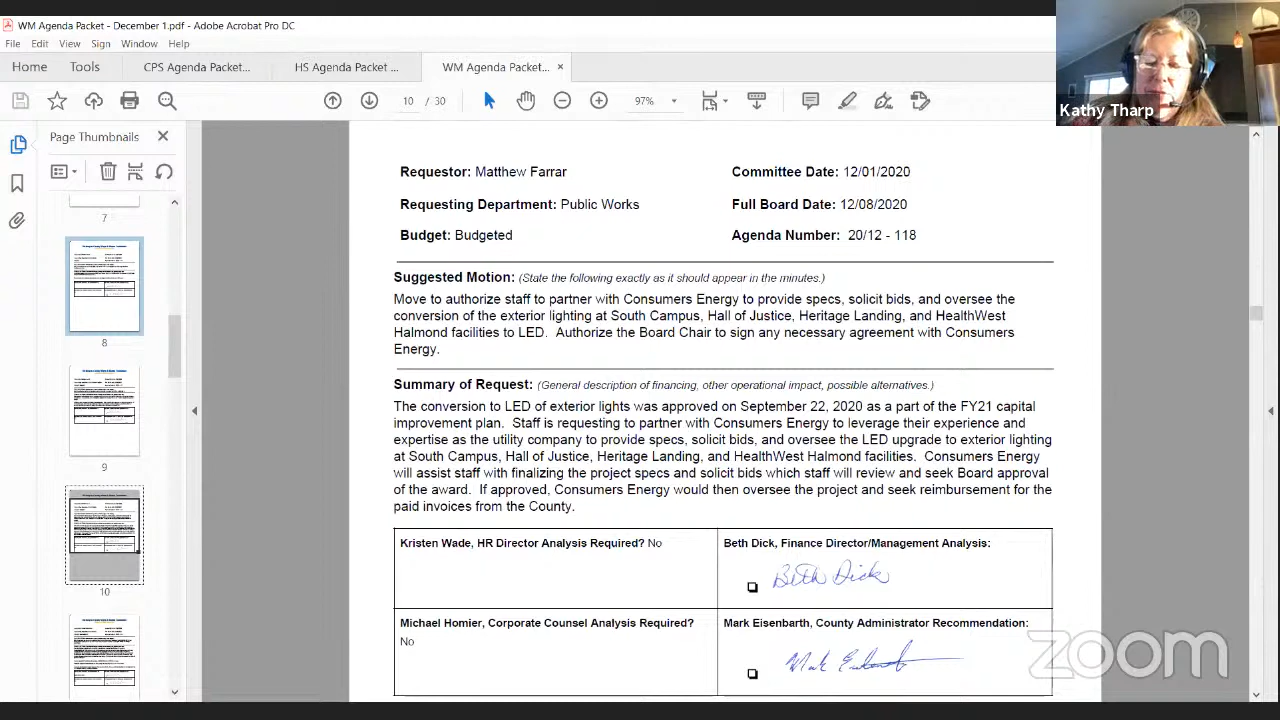 WM Agenda Packet - December 1.pdf - Adobe Acrobat Pro DC
File Edit View Sign Window Help
Home Tools CPS Agenda Packet... HS Agenda Packet ... WM Agenda Packet... ×
10 / 30 97%
Kathy Tharp
Page Thumbnails
7
8
9
10
Requestor: Matthew Farrar Committee Date: 12/01/2020
Requesting Department: Public Works Full Board Date: 12/08/2020
Budget: Budgeted Agenda Number: 20/12 - 118
Suggested Motion: (State the following exactly as it should appear in the minutes.)
Move to authorize staff to partner with Consumers Energy to provide specs, solicit bids, and oversee the
conversion of the exterior lighting at South Campus, Hall of Justice, Heritage Landing, and HealthWest
Halmond facilities to LED. Authorize the Board Chair to sign any necessary agreement with Consumers
Energy.
Summary of Request: (General description of financing, other operational impact, possible alternatives.)
The conversion to LED of exterior lights was approved on September 22, 2020 as a part of the FY21 capital
improvement plan. Staff is requesting to partner with Consumers Energy to leverage their experience and
expertise as the utility company to provide specs, solicit bids, and oversee the LED upgrade to exterior lighting
at South Campus, Hall of Justice, Heritage Landing, and HealthWest Halmond facilities. Consumers Energy
will assist staff with finalizing the project specs and solicit bids which staff will review and seek Board approval
of the award. If approved, Consumers Energy would then oversee the project and seek reimbursement for the
paid invoices from the County.
Kristen Wade, HR Director Analysis Required? No
Beth Dick, Finance Director/Management Analysis:
Beth Dick
Michael Homier, Corporate Counsel Analysis Required?
No
Mark Eisenbarth, County Administrator Recommendation:
Mark Eisenbarth
zoom